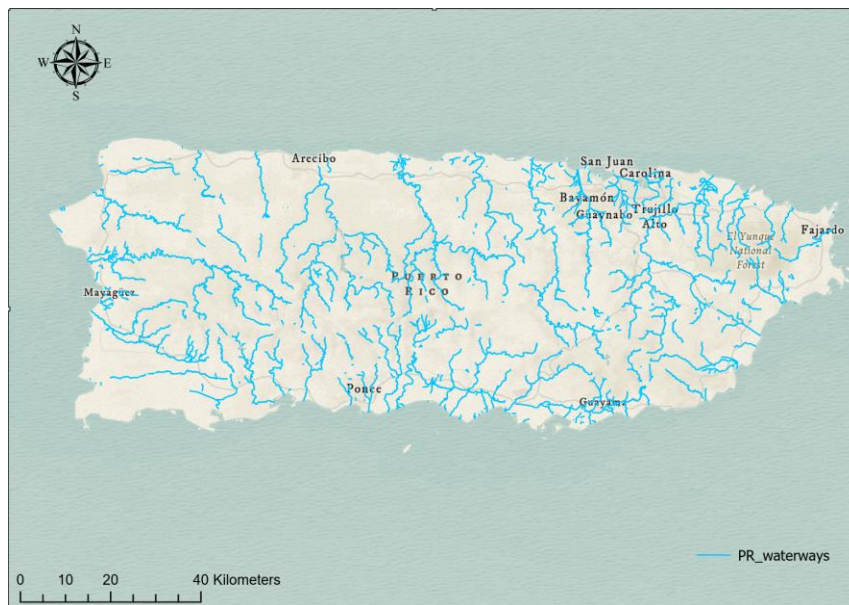 N
W E
S
Arecibo
San Juan
Carolina
Bayamón
Guaynabo
Trujillo
Alto
El Yunque
National
Forest
Fajardo
PUERTO
RICO
Mayagüez
Ponce
Guayama
PR_waterways
0 10 20 40 Kilometers